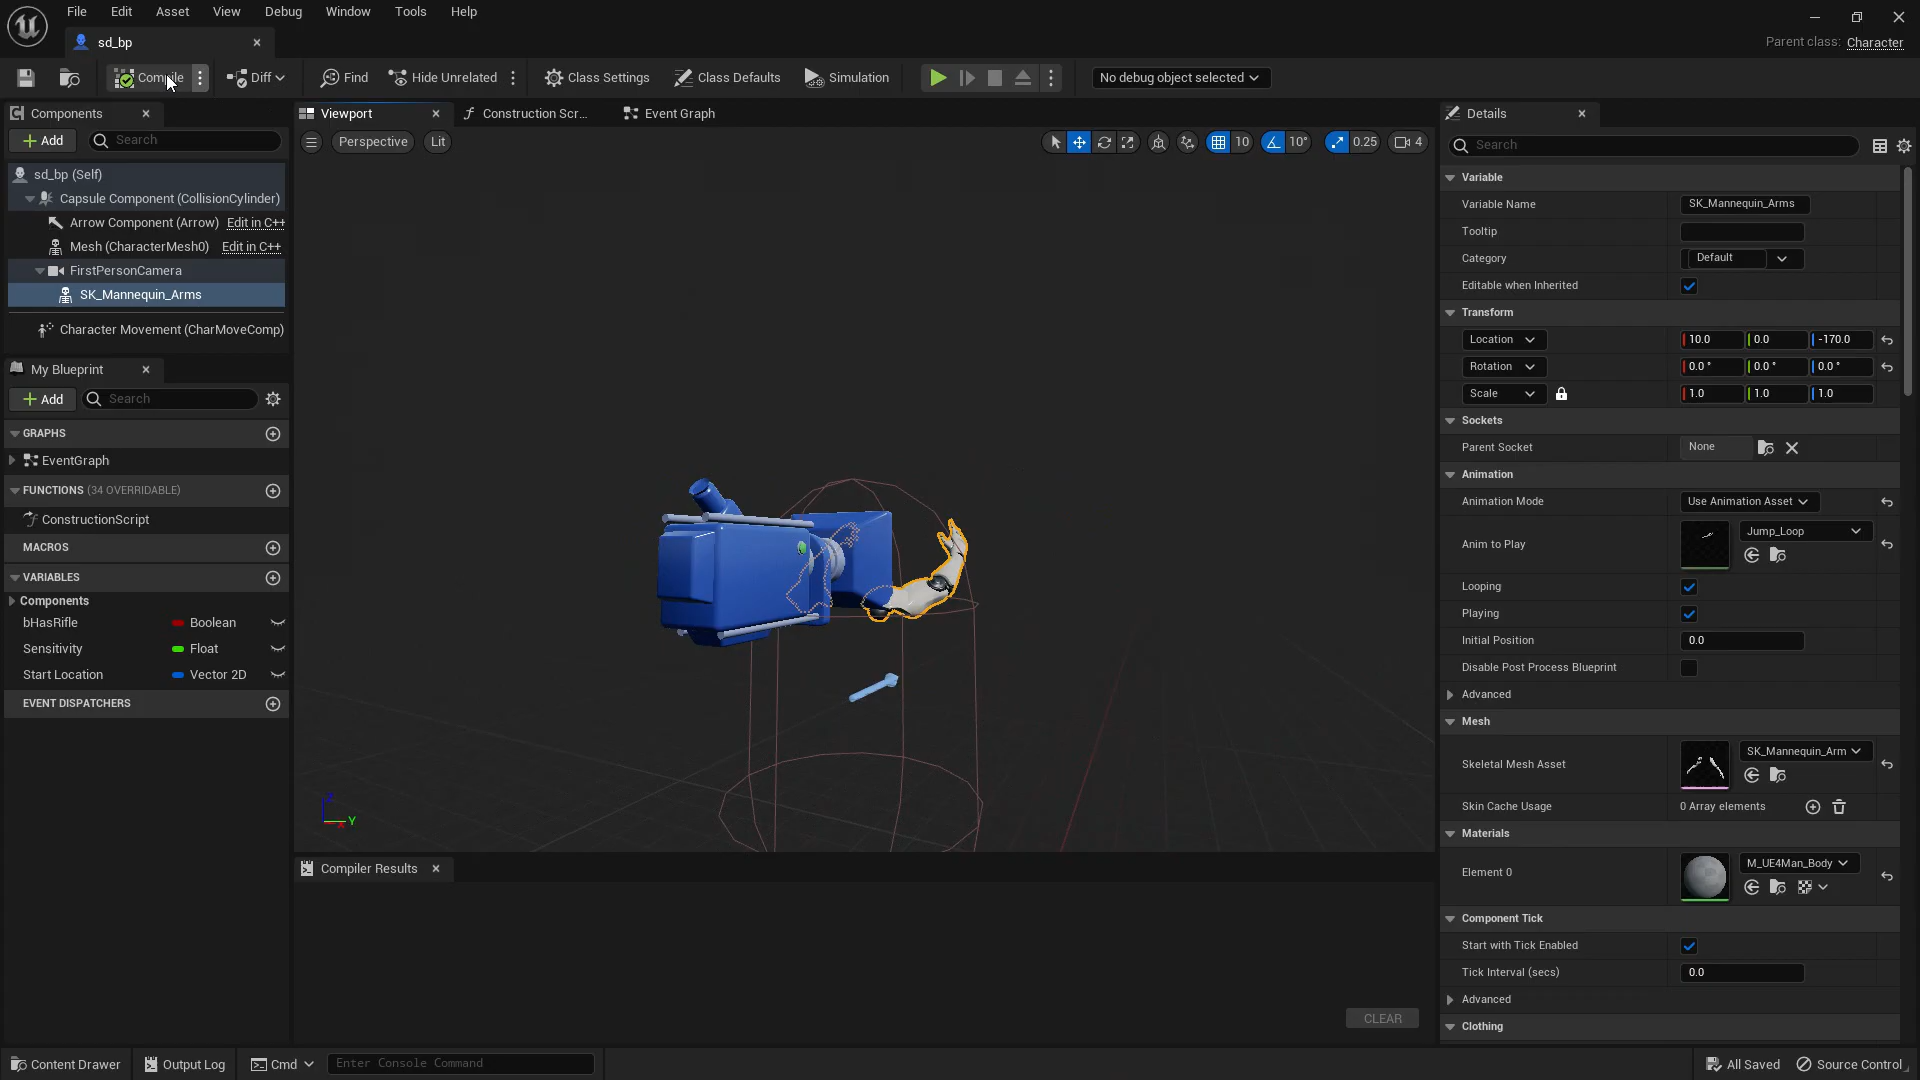 File Edit Asset View Debug Window Tools Help
sd_bp
Parent class: Character
Compile Diff Find Hide Unrelated Class Settings Class Defaults Simulation No debug object selected
Components Viewport Construction Scr... Event Graph Details
Add Search Perspective Lit 10 10° 0.25 4 Search
sd_bp (Self)
Capsule Component (CollisionCylinder)
Arrow Component (Arrow) Edit in C++
Mesh (CharacterMesh0) Edit in C++
FirstPersonCamera
SK_Mannequin_Arms
Character Movement (CharMoveComp)
My Blueprint
Add Search
GRAPHS
EventGraph
FUNCTIONS (34 OVERRIDABLE)
ConstructionScript
MACROS
VARIABLES
Components
bHasRifle Boolean
Sensitivity Float
Start Location Vector 2D
EVENT DISPATCHERS
Z
X Y
Compiler Results
CLEAR
Variable
Variable Name SK_Mannequin_Arms
Tooltip
Category Default
Editable when Inherited
Transform
Location 10.0 0.0 -170.0
Rotation 0.0 ° 0.0 ° 0.0 °
Scale 1.0 1.0 1.0
Sockets
Parent Socket None
Animation
Animation Mode Use Animation Asset
Anim to Play Jump_Loop
Looping
Playing
Initial Position 0.0
Disable Post Process Blueprint
Advanced
Mesh
Skeletal Mesh Asset SK_Mannequin_Arm
Skin Cache Usage 0 Array elements
Materials
Element 0 M_UE4Man_Body
Component Tick
Start with Tick Enabled
Tick Interval (secs) 0.0
Advanced
Clothing
Content Drawer Output Log Cmd Enter Console Command All Saved Source Control